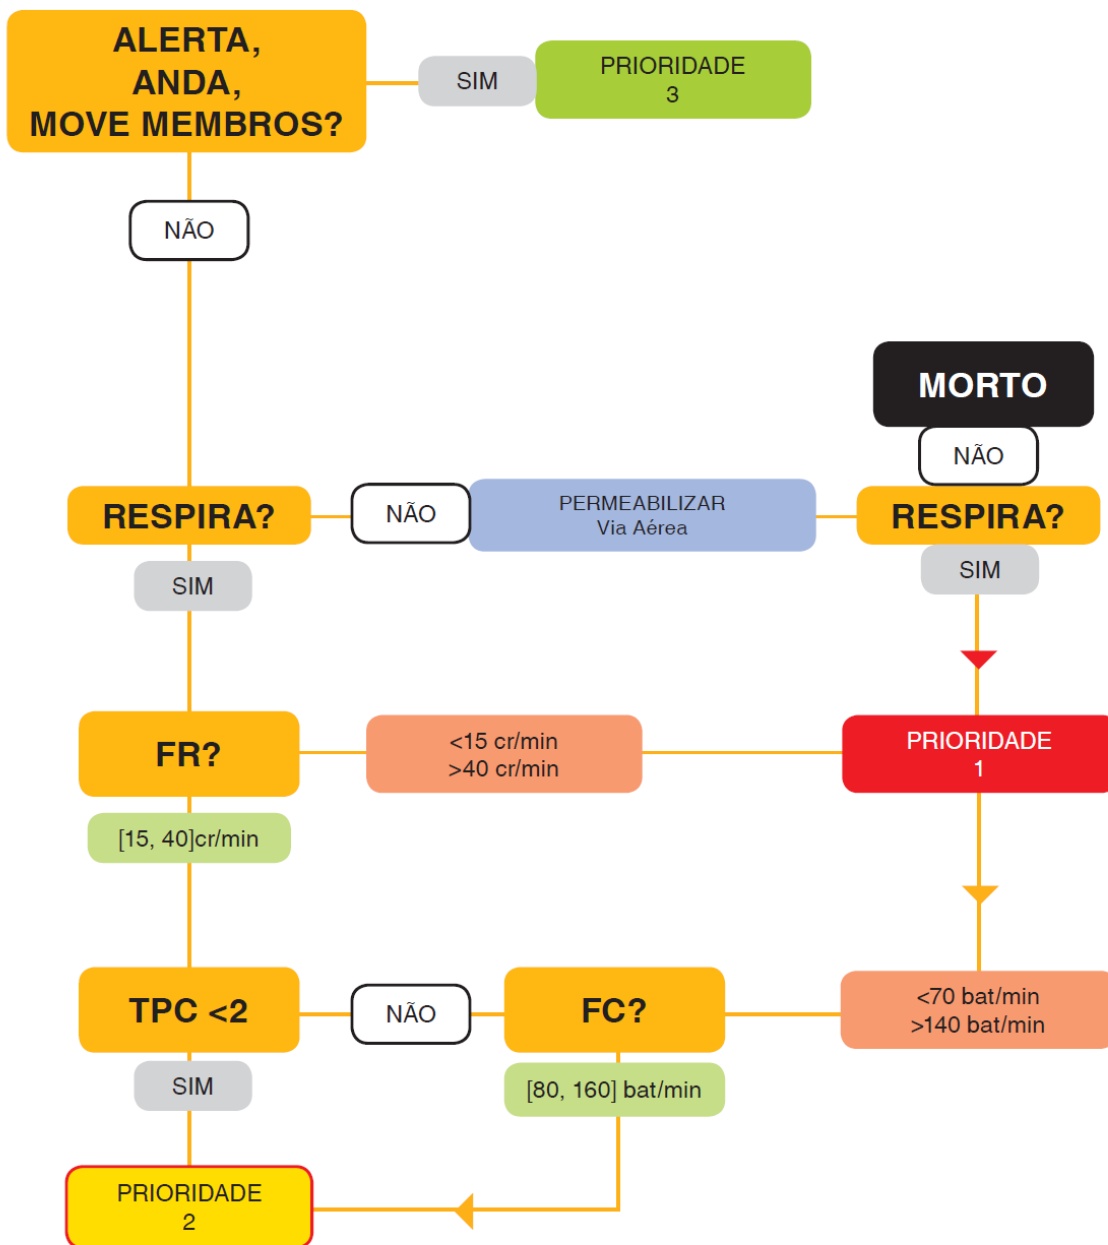 ALERTA,
ANDA,
MOVE MEMBROS?
SIM
PRIORIDADE
3
NÃO
MORTO
NÃO
RESPIRA?
NÃO
PERMEABILIZAR
Via Aérea
RESPIRA?
SIM
SIM
FR?
<15 cr/min
>40 cr/min
PRIORIDADE
1
[15, 40]cr/min
TPC <2
NÃO
FC?
<70 bat/min
>140 bat/min
SIM
[80, 160] bat/min
PRIORIDADE
2